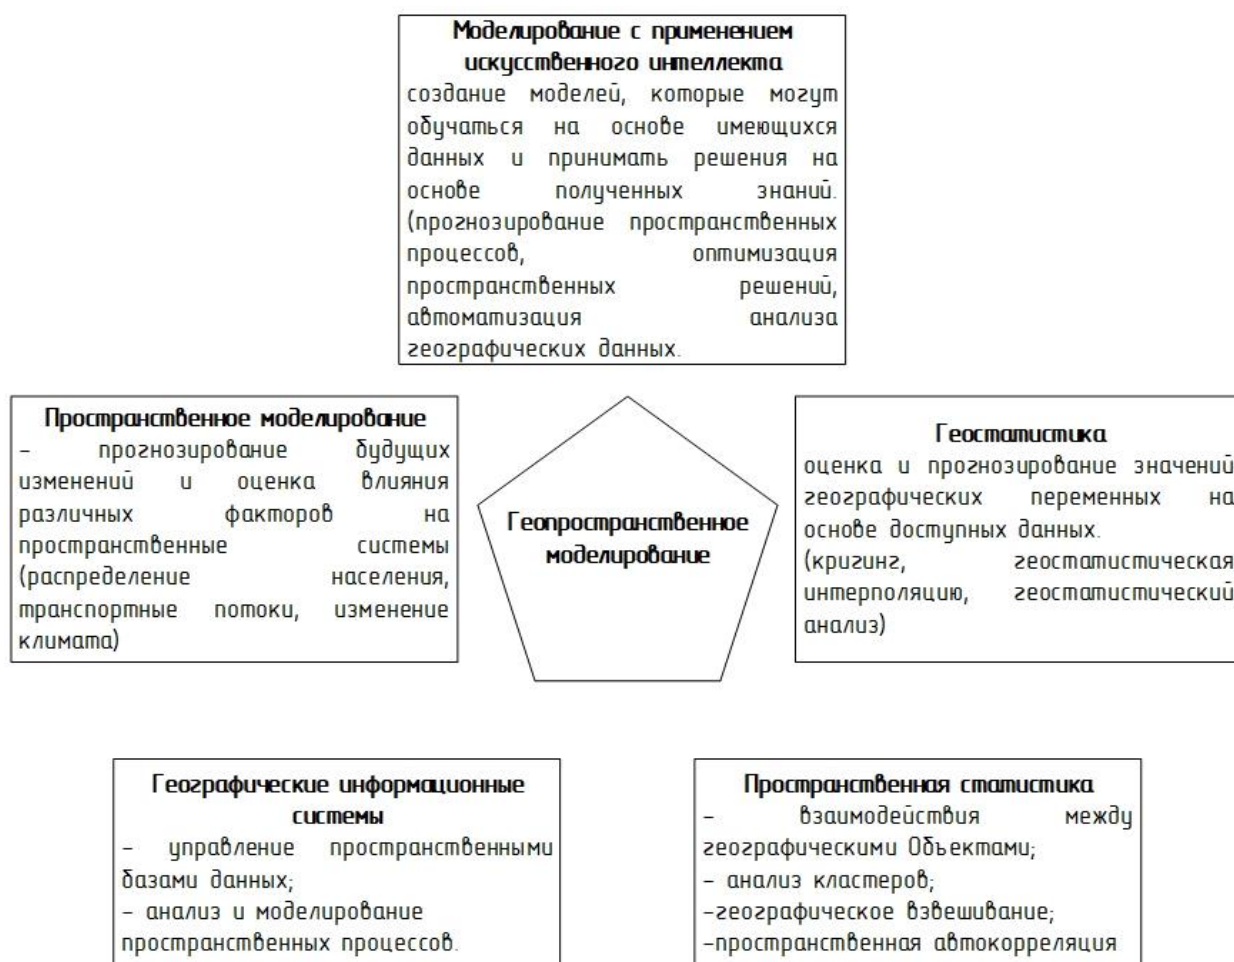 Моделирование с применением
искусственного интеллекта
создание моделей, которые могут
обучаться на основе имеющихся
данных и принимать решения на
основе полученных знаний.
(прогнозирование пространственных
процессов, оптимизация
пространственных решений,
автоматизация анализа
географических данных.
Пространственное моделирование
– прогнозирование будущих
изменений и оценка влияния
различных факторов на
пространственные системы
(распределение населения,
транспортные потоки, изменение
климата)
Геопространственное
моделирование
Геостатистика
оценка и прогнозирование значений
географических переменных на
основе доступных данных.
(кригинг, геостатистическая
интерполяцию, геостатистический
анализ)
Географические информационные
системы
– управление пространственными
базами данных;
– анализ и моделирование
пространственных процессов.
Пространственная статистика
– взаимодействия между
географическими Объектами;
– анализ кластеров;
–географическое взвешивание;
–пространственная автокорреляция